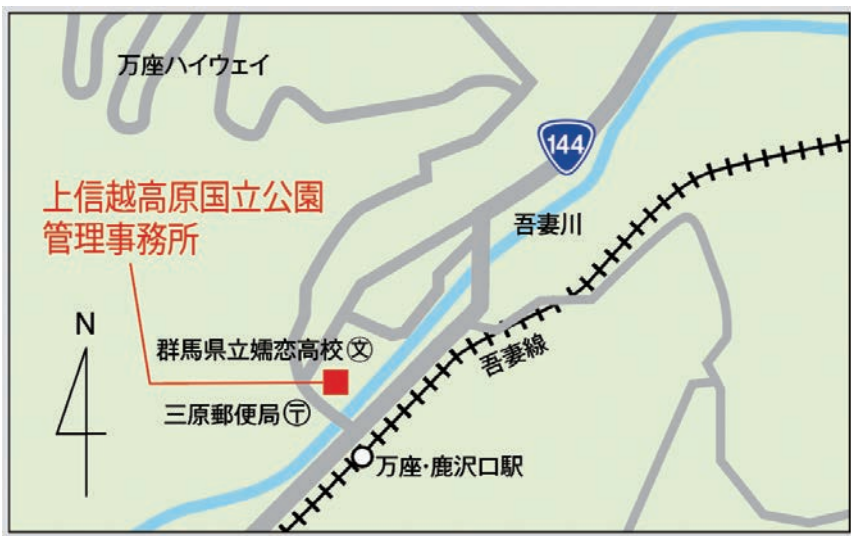 万座ハイウェイ
144
上信越高原国立公園
管理事務所
吾妻川
N
群馬県立嬬恋高校文
吾妻線
三原郵便局〒
万座・鹿沢口駅